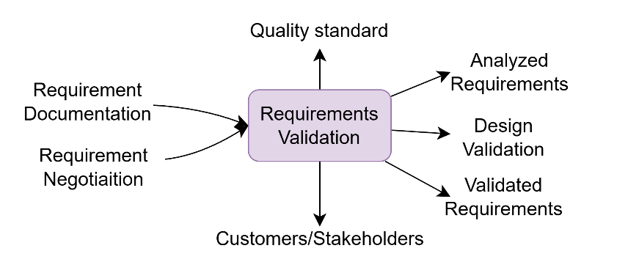 Quality standard
Requirement
Documentation
Requirement
Negotiaition
Requirements
Validation
Analyzed
Requirements
Design
Validation
Validated
Requirements
Customers/Stakeholders